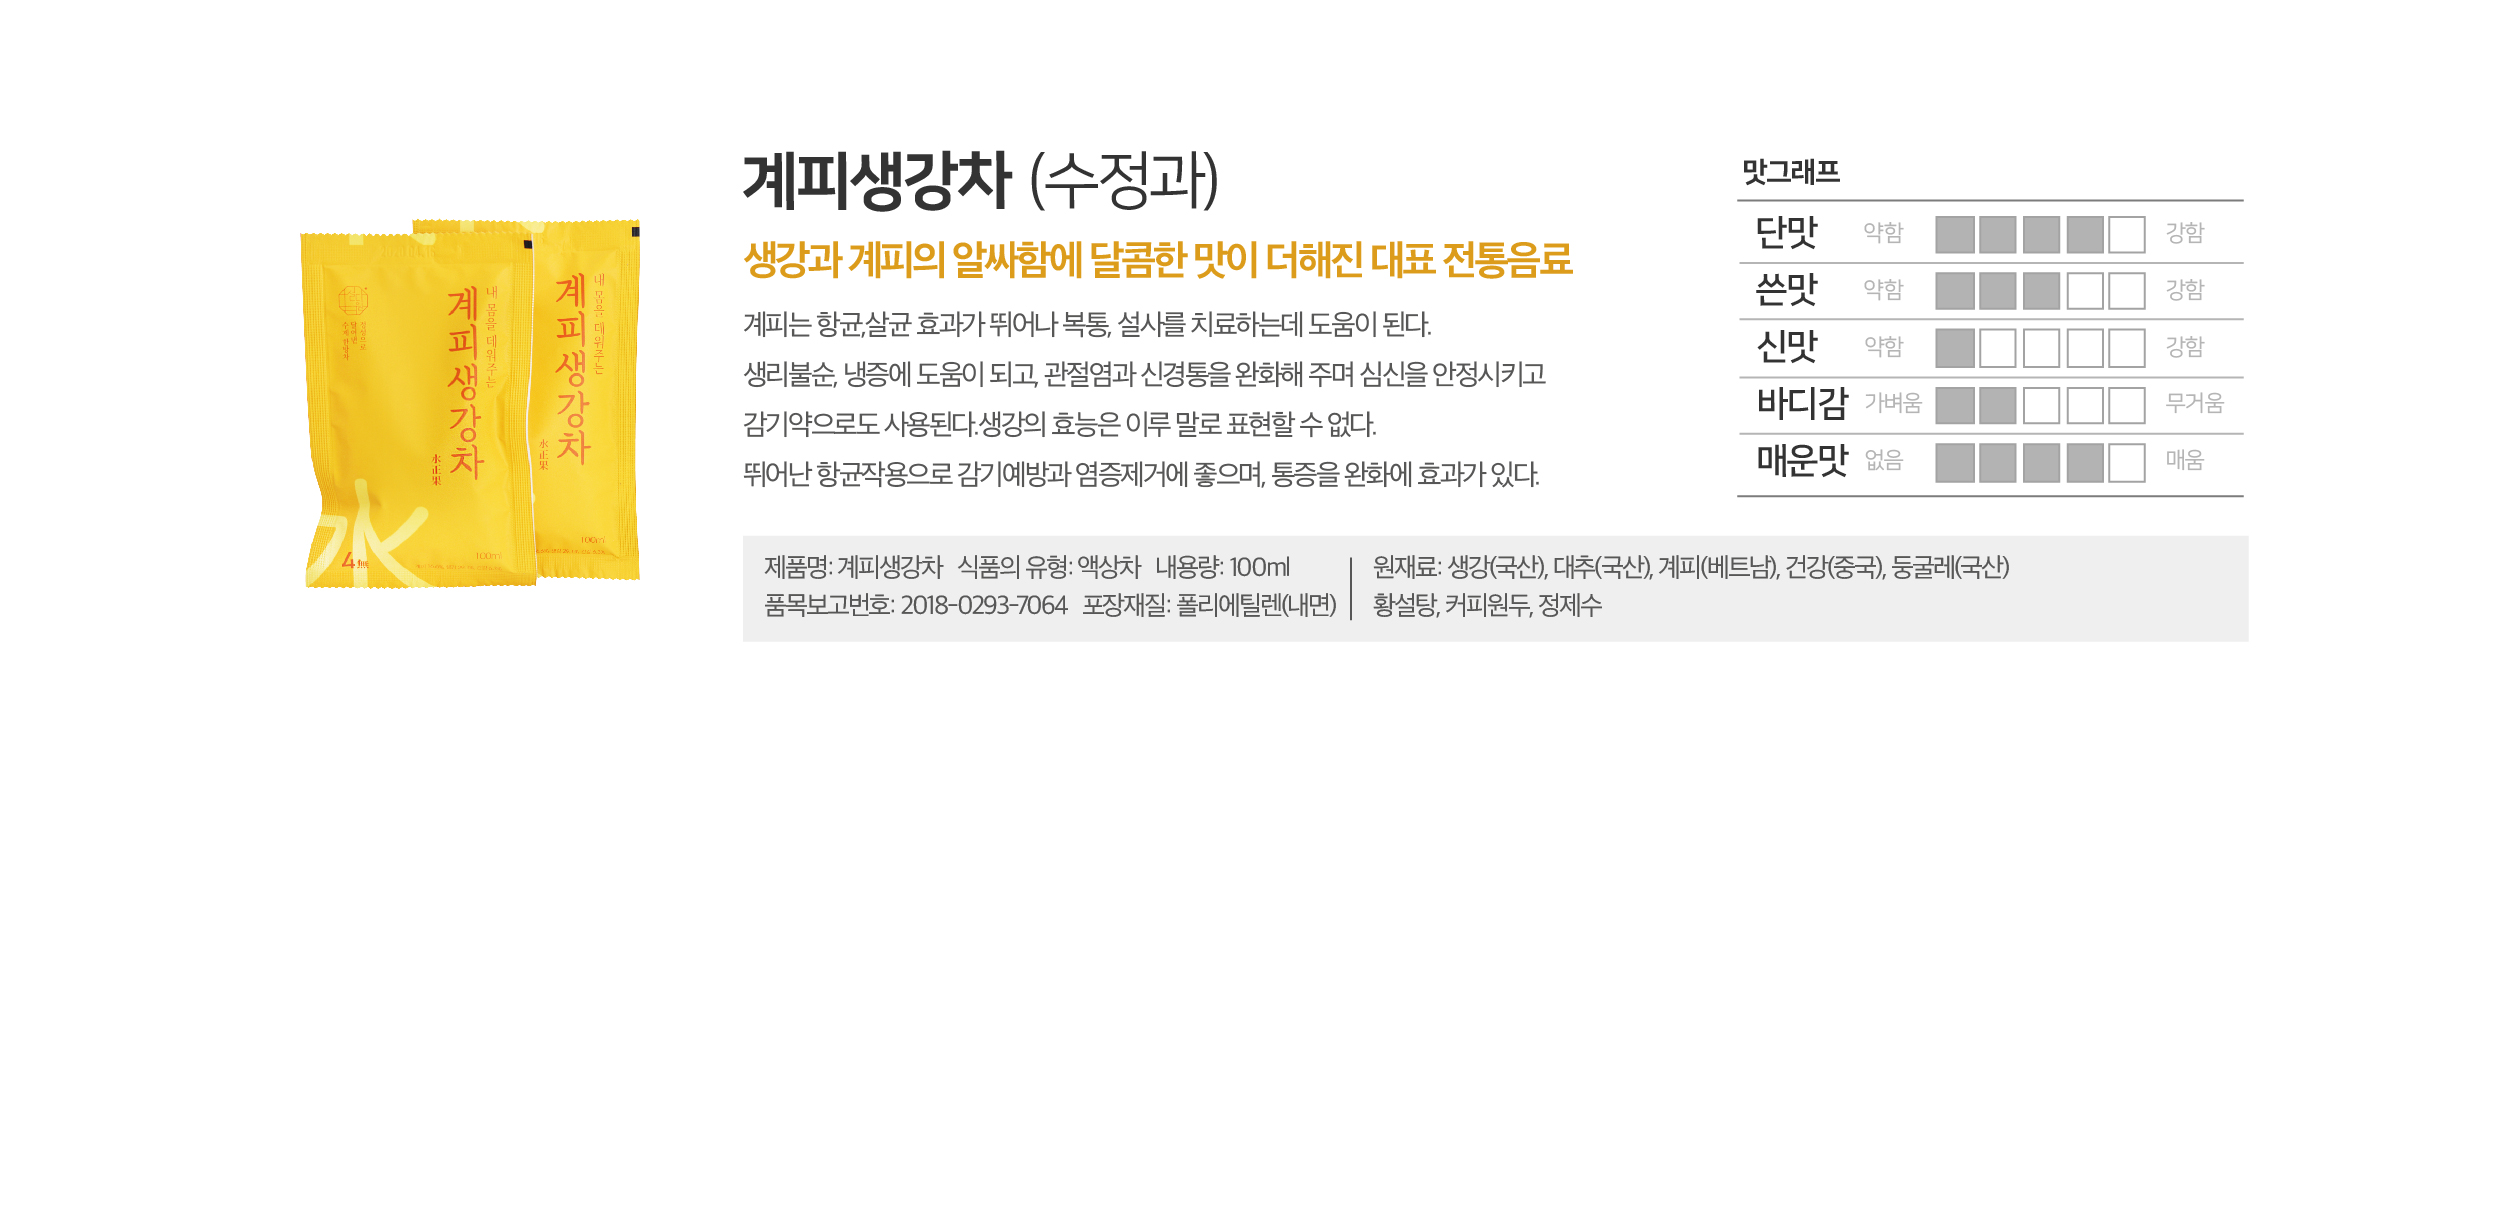 계피생강차 (수정과)
생강과 계피의 알싸함에 달콤한 맛이 더해진 대표 전통음료
계피는 항균,살균 효과가 뛰어나 복통, 설사를 치료하는데 도움이 된다.
생리불순, 냉증에 도움이 되고, 관절염과 신경통을 완화해 주며 심신을 안정시키고
감기약으로도 사용된다.생강의 효능은 이루 말로 표현할 수 없다.
뛰어난 항균작용으로 감기예방과 염증제거에 좋으며, 통증을 완화에 효과가 있다.
맛그래프
단맛 약함 강함
쓴맛 약함 강함
신맛 약함 강함
바디감 가벼움 무거움
매운맛 없음 매움
내 몸을 데워주는
계피생강차
水正果
水
4
100ml
내 몸을 데워주는
계피생강차
水正果
100ml
제품명: 계피생강차 식품의 유형: 액상차 내용량: 100ml
품목보고번호: 2018-0293-7064 포장재질: 폴리에틸렌(내면)
원재료: 생강(국산), 대추(국산), 계피(베트남), 건강(중국), 둥굴레(국산)
황설탕, 커피원두, 정제수